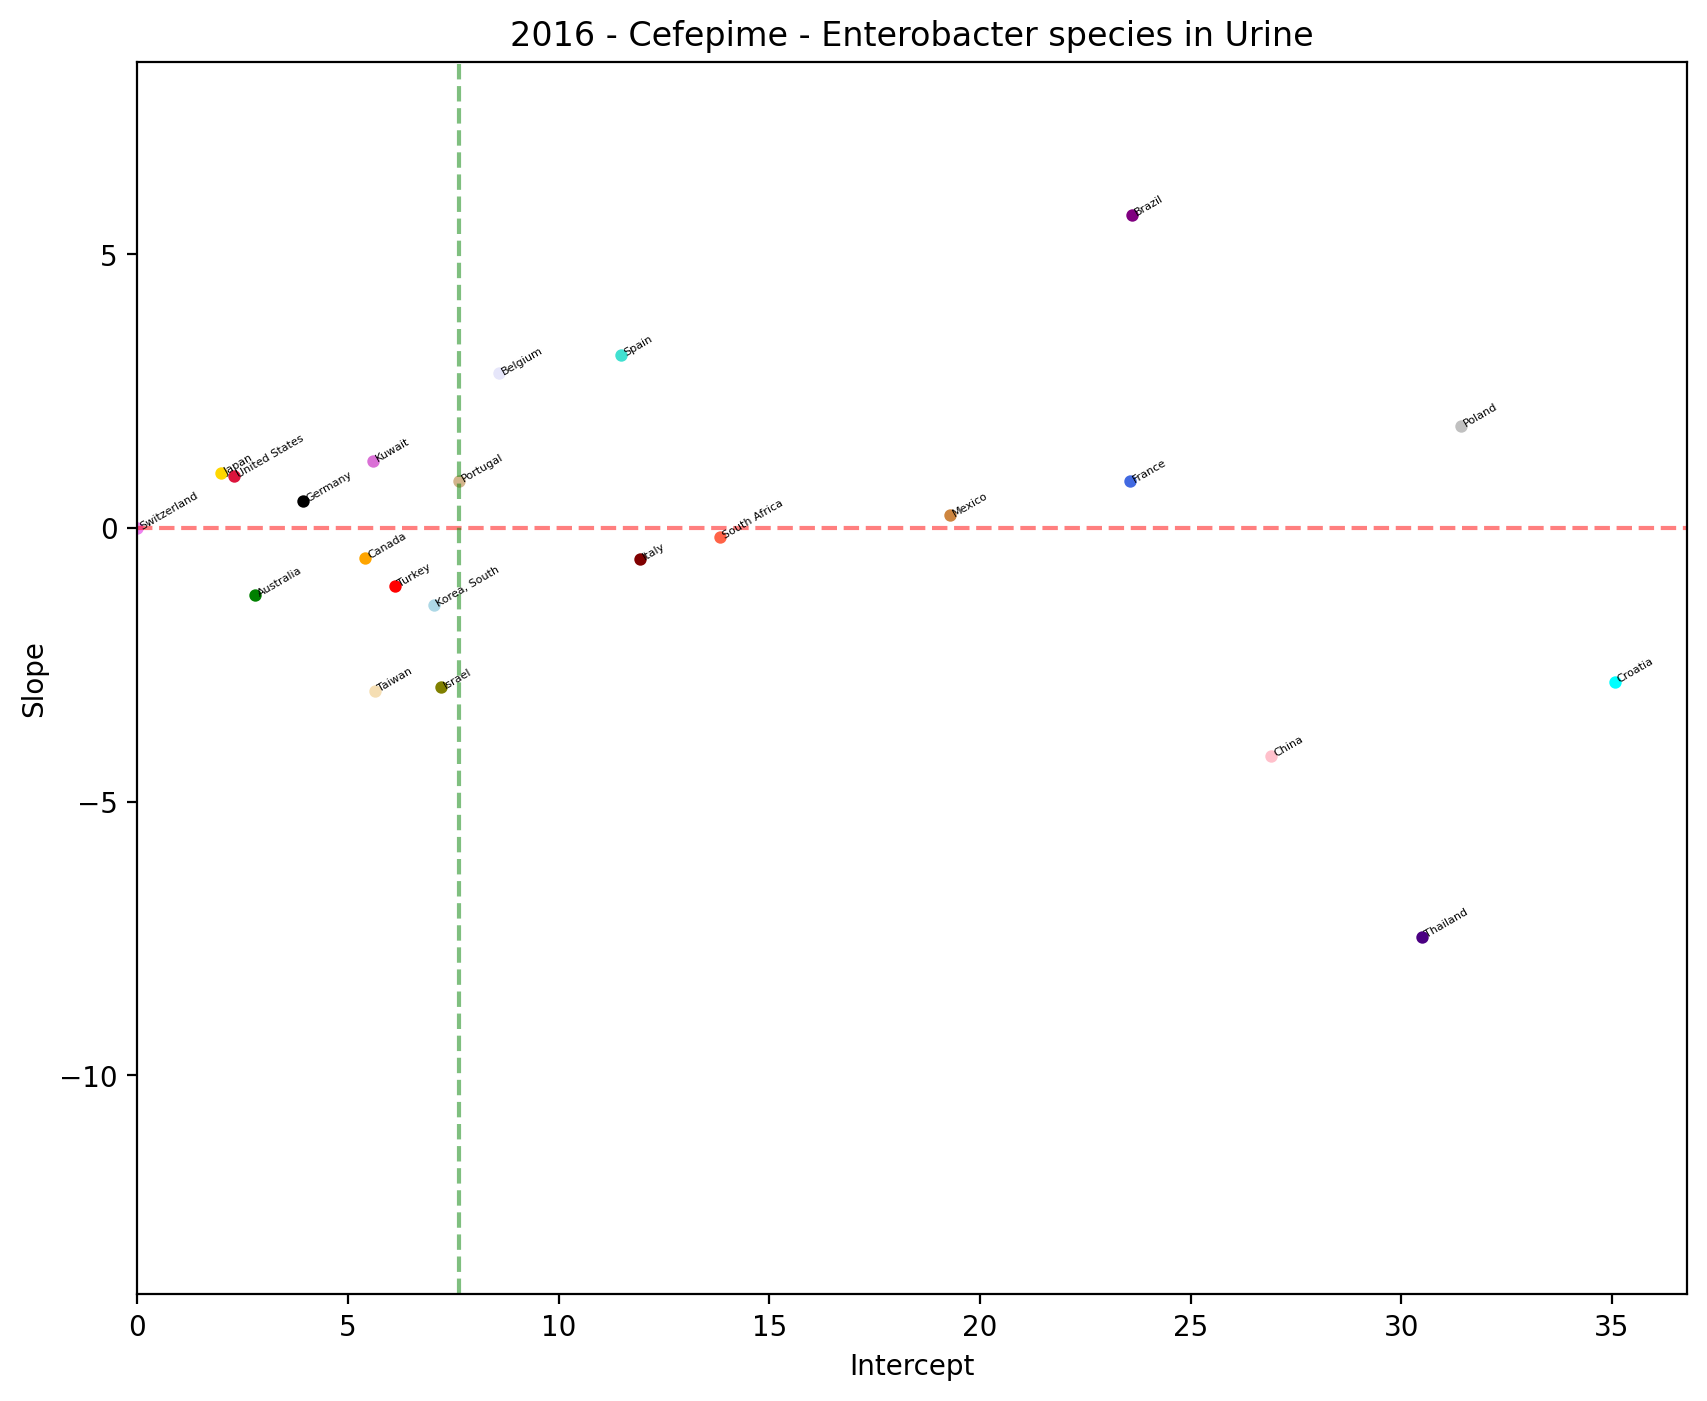 2016 - Cefepime - Enterobacter species in Urine
Brazil
5
Spain
Belgium
Poland
Japan
United States
Kuwait
Portugal
France
Germany
Switzerland
Mexico
South Africa
0
Canada
Italy
Turkey
Australia
Korea, South
Taiwan
Israel
Croatia
Slope
China
−5
Thailand
−10
0
5
10
15
20
25
30
35
Intercept